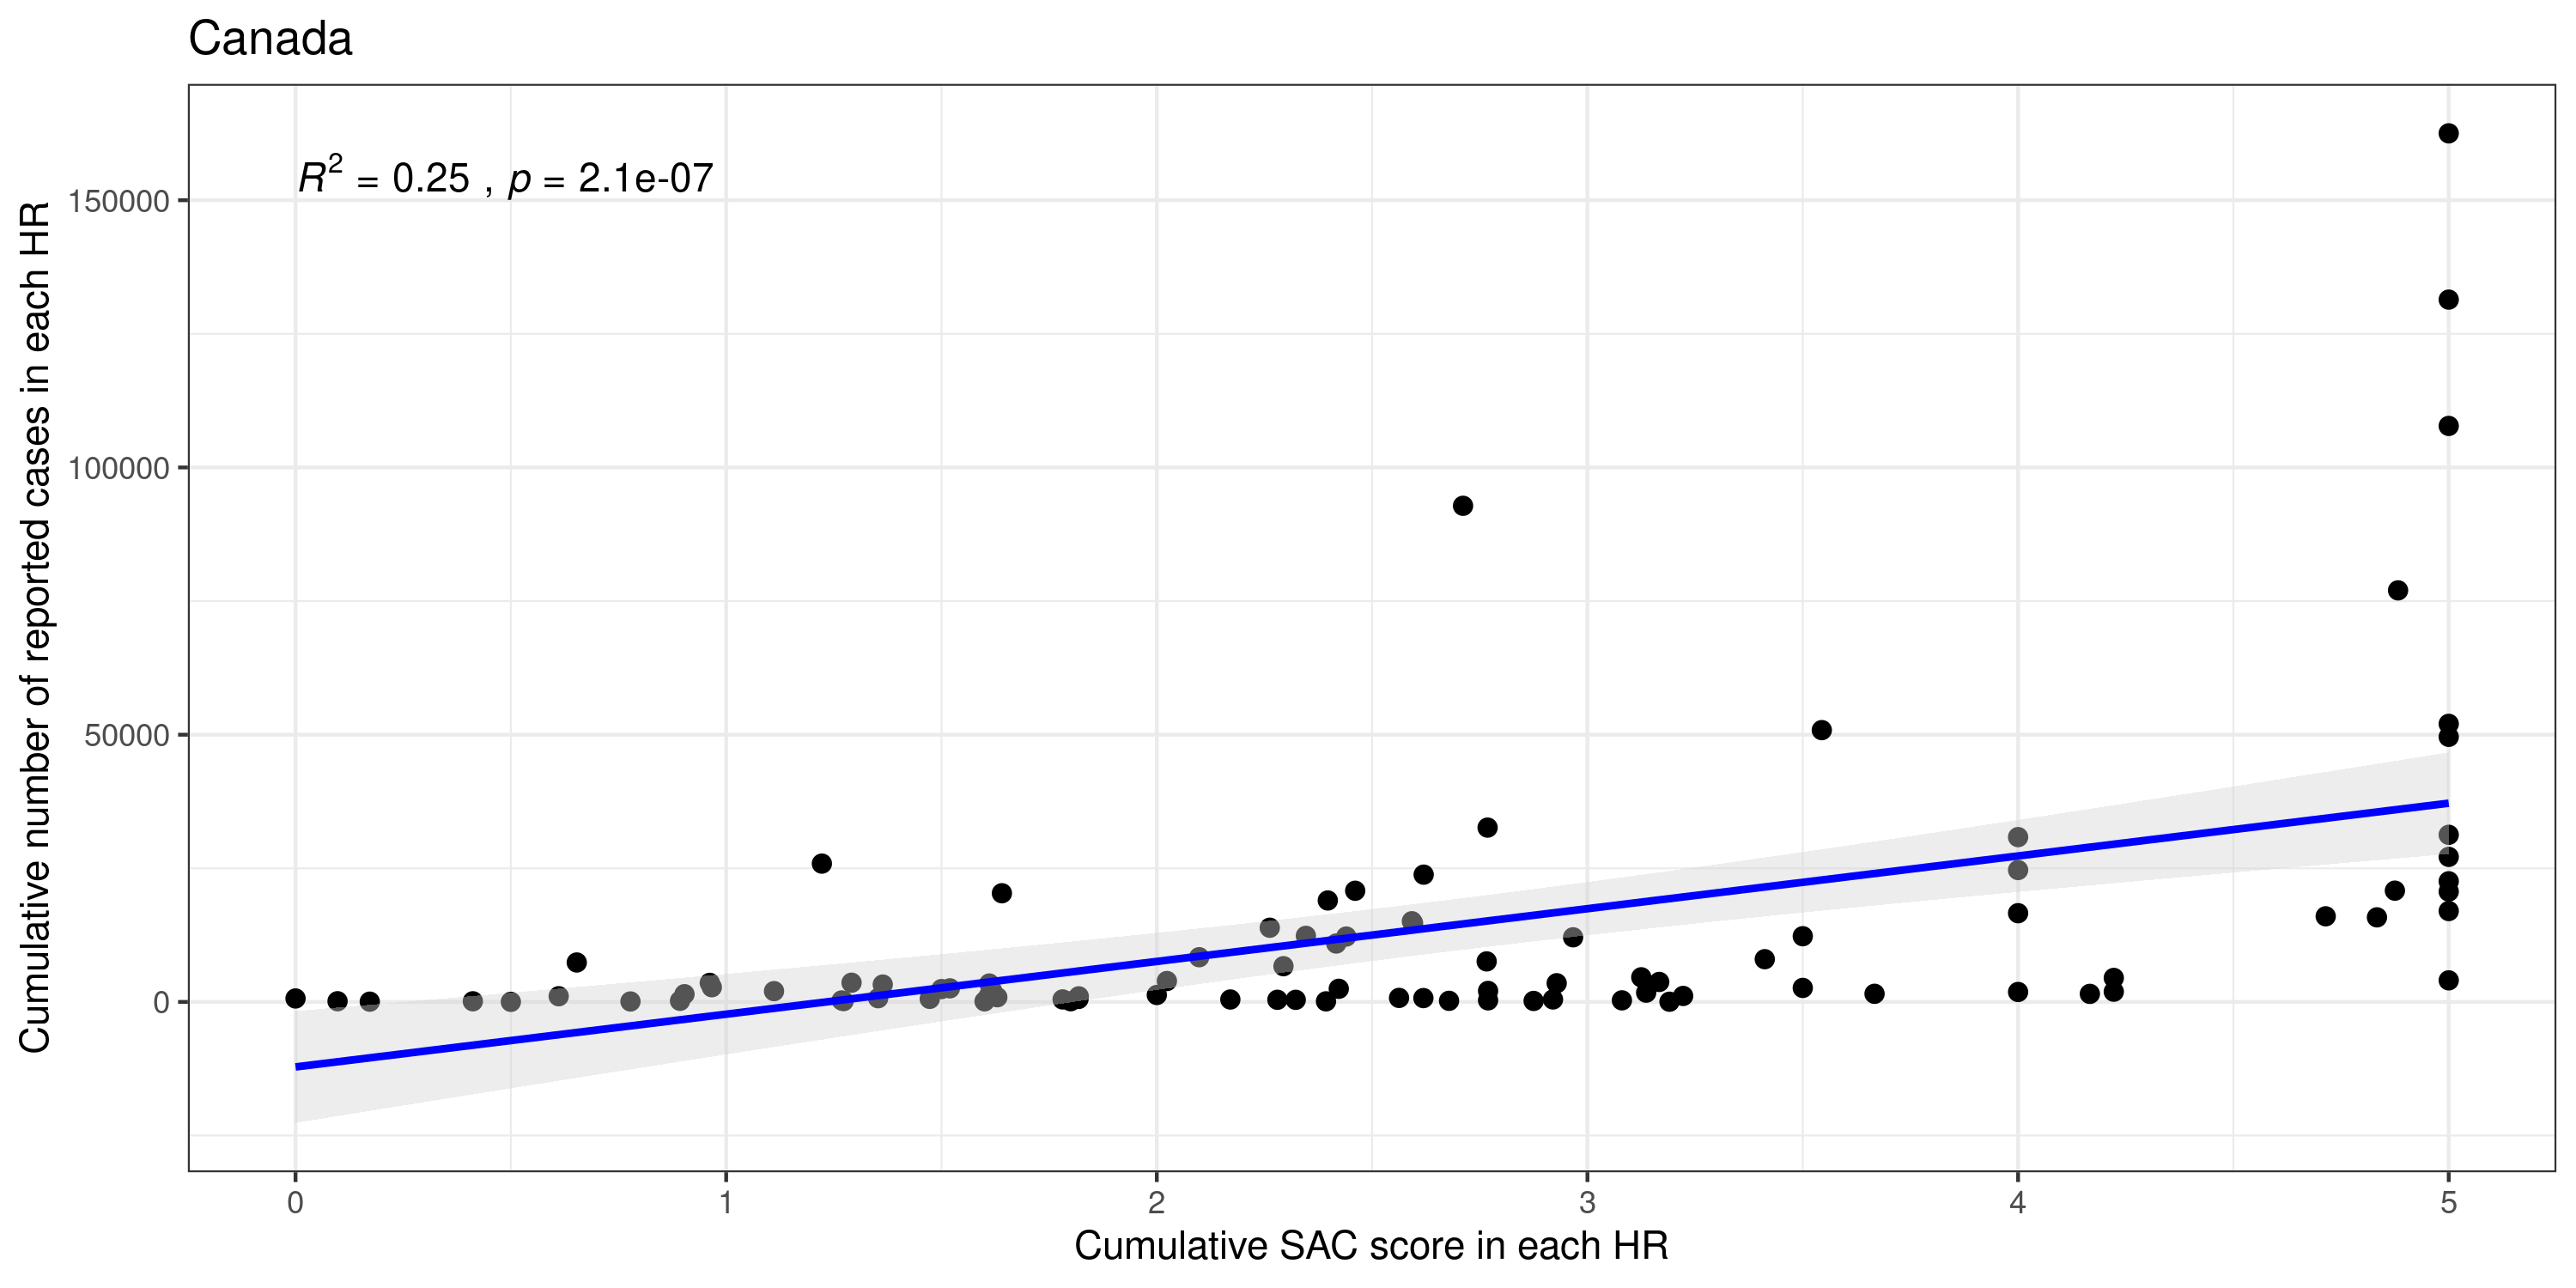 Canada
R² = 0.25 , p = 2.1e-07
Cumulative number of reported cases in each HR
150000
100000
50000
0
0 1 2 3 4 5
Cumulative SAC score in each HR